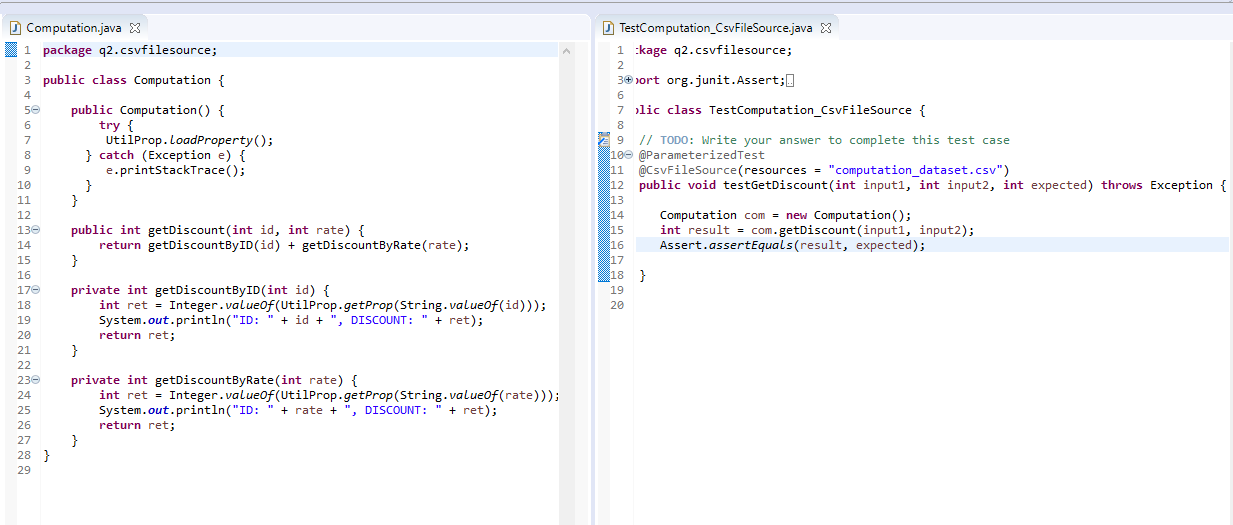 Computation.java
1 package q2.csvfilesource;
2
3 public class Computation {
4
5 public Computation() {
6 try {
7 UtilProp.loadProperty();
8 } catch (Exception e) {
9 e.printStackTrace();
10 }
11 }
12
13 public int getDiscount(int id, int rate) {
14 return getDiscountByID(id) + getDiscountByRate(rate);
15 }
16
17 private int getDiscountByID(int id) {
18 int ret = Integer.valueOf(UtilProp.getProp(String.valueOf(id)));
19 System.out.println("ID: " + id + ", DISCOUNT: " + ret);
20 return ret;
21 }
22
23 private int getDiscountByRate(int rate) {
24 int ret = Integer.valueOf(UtilProp.getProp(String.valueOf(rate)));
25 System.out.println("ID: " + rate + ", DISCOUNT: " + ret);
26 return ret;
27 }
28 }
29
TestComputation_CsvFileSource.java
1 kage q2.csvfilesource;
2
3 ort org.junit.Assert;
6
7 lic class TestComputation_CsvFileSource {
8
9 // TODO: Write your answer to complete this test case
10 @ParameterizedTest
11 @CsvFileSource(resources = "computation_dataset.csv")
12 public void testGetDiscount(int input1, int input2, int expected) throws Exception {
13
14 Computation com = new Computation();
15 int result = com.getDiscount(input1, input2);
16 Assert.assertEquals(result, expected);
17
18 }
19
20